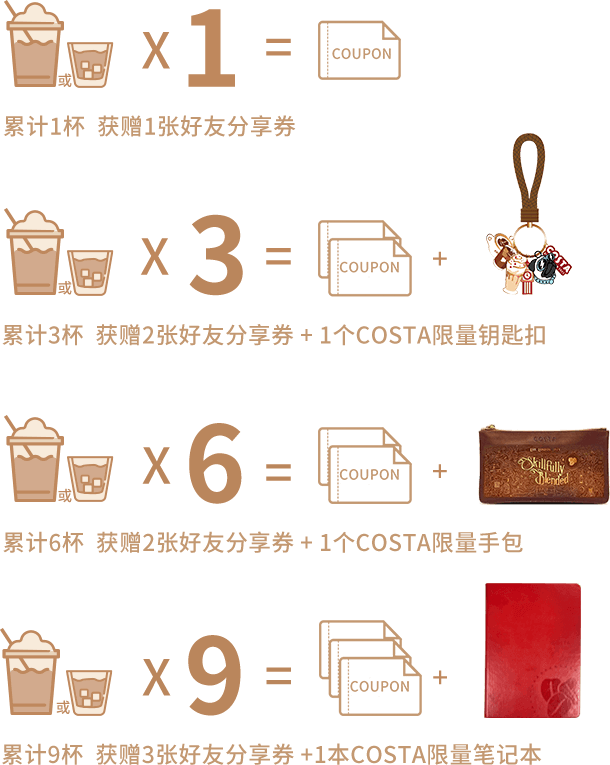 或 X 1 = COUPON
累计1杯 获赠1张好友分享券
或 X 3 = COUPON +
累计3杯 获赠2张好友分享券 + 1个COSTA限量钥匙扣
或 X 6 = COUPON +
COSTA
Skillfully
Blended
累计6杯 获赠2张好友分享券 + 1个COSTA限量手包
或 X 9 = COUPON +
累计9杯 获赠3张好友分享券 +1本COSTA限量笔记本